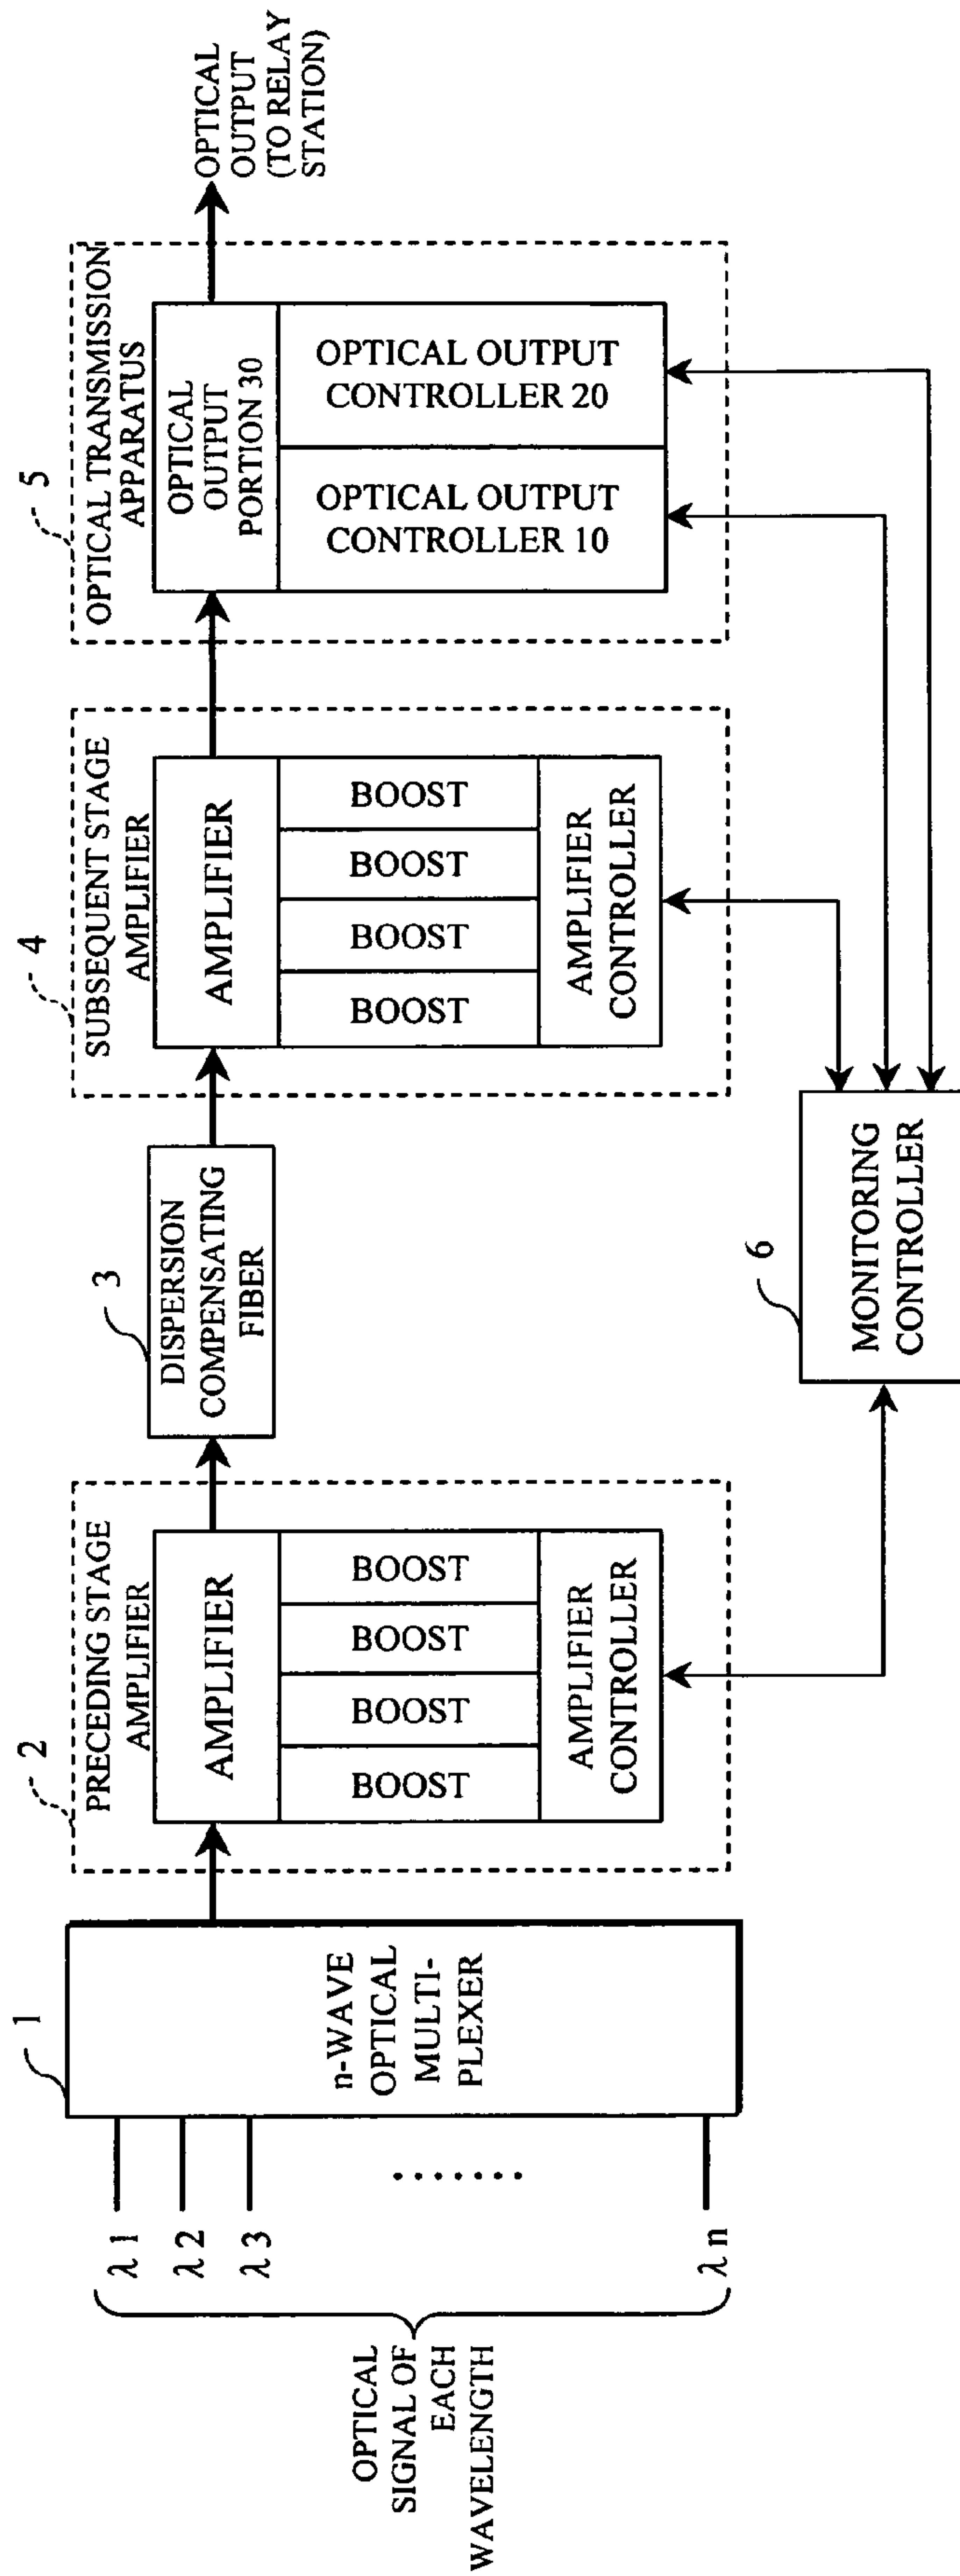 OPTICAL
SIGNAL OF
EACH
WAVELENGTH
λ1
λ2
λ3
.......
λn
1
n-WAVE
OPTICAL
MULTI-
PLEXER
2
PRECEDING STAGE
AMPLIFIER
AMPLIFIER
BOOST
BOOST
BOOST
BOOST
AMPLIFIER
CONTROLLER
3
DISPERSION
COMPENSATING
FIBER
4
SUBSEQUENT STAGE
AMPLIFIER
AMPLIFIER
BOOST
BOOST
BOOST
BOOST
AMPLIFIER
CONTROLLER
5
OPTICAL TRANSMISSION
APPARATUS
OPTICAL
OUTPUT
PORTION 30
OPTICAL OUTPUT
CONTROLLER 10
OPTICAL OUTPUT
CONTROLLER 20
OPTICAL
OUTPUT
(TO RELAY
STATION)
6
MONITORING
CONTROLLER